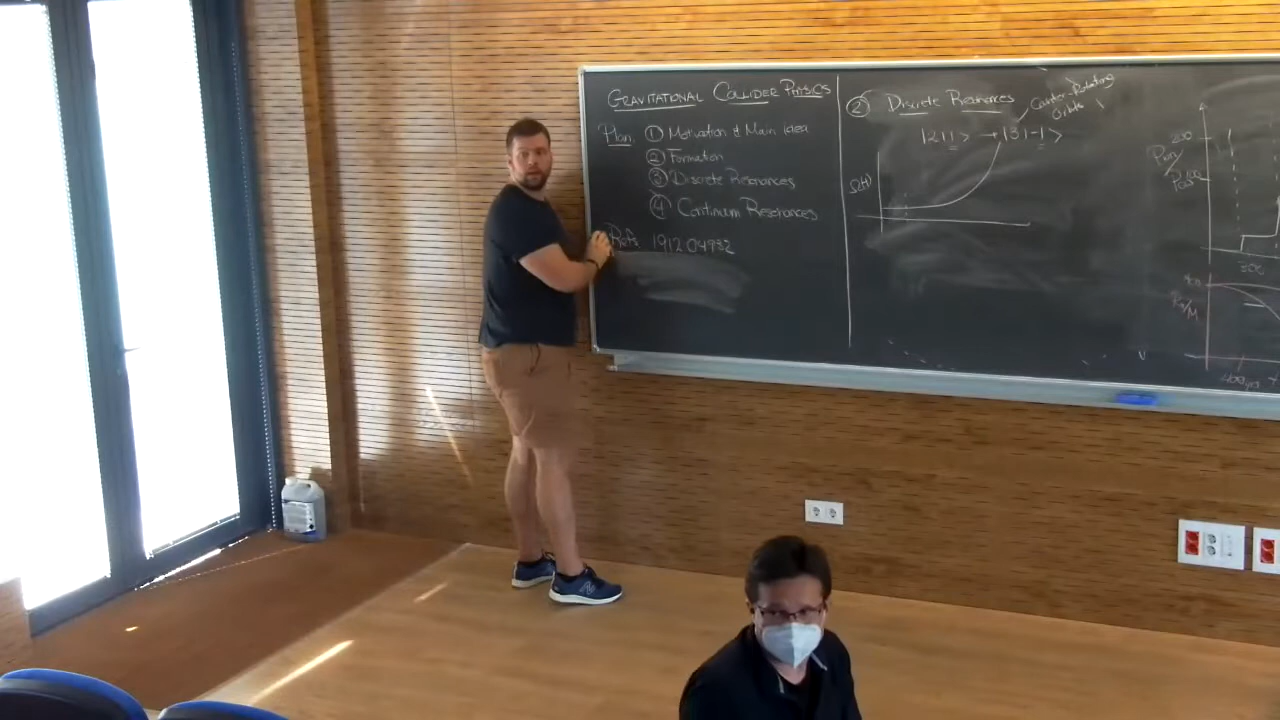 GRAVITATIONAL COLLIDER PHYSICS
Plan: ① Motivation & Main idea
② Formation
③ Discrete Resonances
④ Continuum Resonances
Refs 1912.04932
② Discrete Resonances
Counter-Rotating
Orbits
|211> → |31-1>
Ω(t)
200